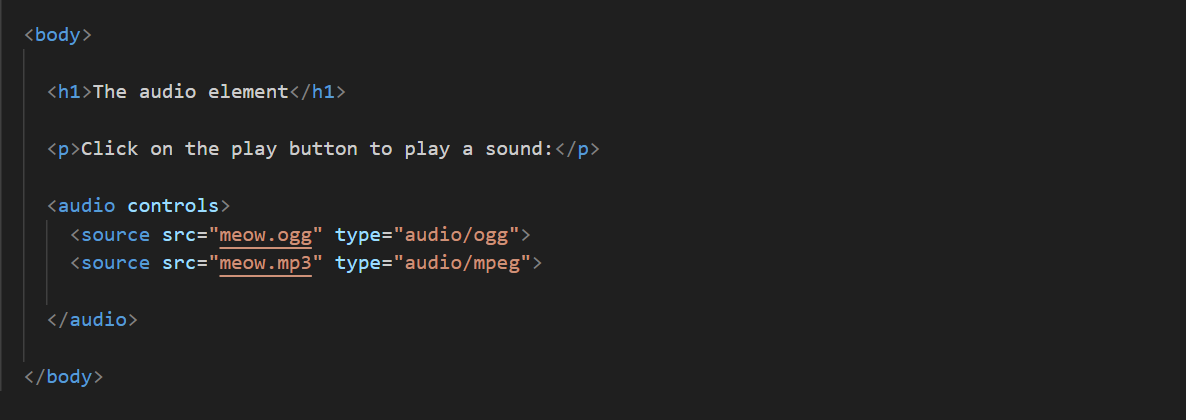 <body>
<h1>The audio element</h1>
<p>Click on the play button to play a sound:</p>
<audio controls>
<source src="meow.ogg" type="audio/ogg">
<source src="meow.mp3" type="audio/mpeg">
</audio>
</body>